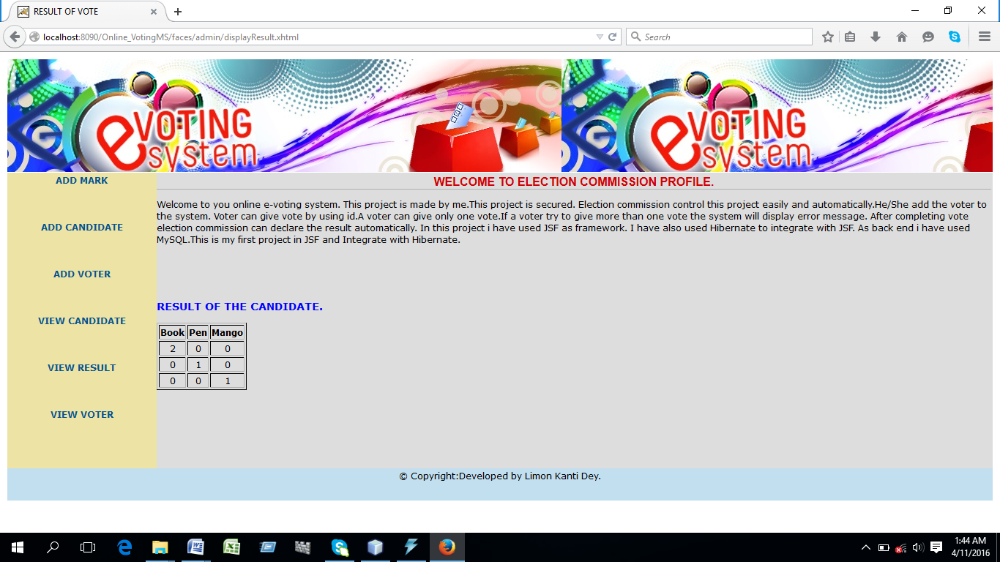 RESULT OF VOTE
localhost:8090/Online_VotingMS/faces/admin/displayResult.xhtml
Search
eVOTING system
eVOTING system
ADD MARK
ADD CANDIDATE
ADD VOTER
VIEW CANDIDATE
VIEW RESULT
VIEW VOTER
WELCOME TO ELECTION COMMISSION PROFILE.
Welcome to you online e-voting system. This project is made by me.This project is secured. Election commission control this project easily and automatically.He/She add the voter to
the system. Voter can give vote by using id.A voter can give only one vote.If a voter try to give more than one vote the system will display error message. After completing vote
election commission can declare the result automatically. In this project i have used JSF as framework. I have also used Hibernate to integrate with JSF. As back end i have used
MySQL.This is my first project in JSF and Integrate with Hibernate.
RESULT OF THE CANDIDATE.
Book Pen Mango
2 0 0
0 1 0
0 0 1
© Copyright:Developed by Limon Kanti Dey.
1:44 AM
4/11/2016